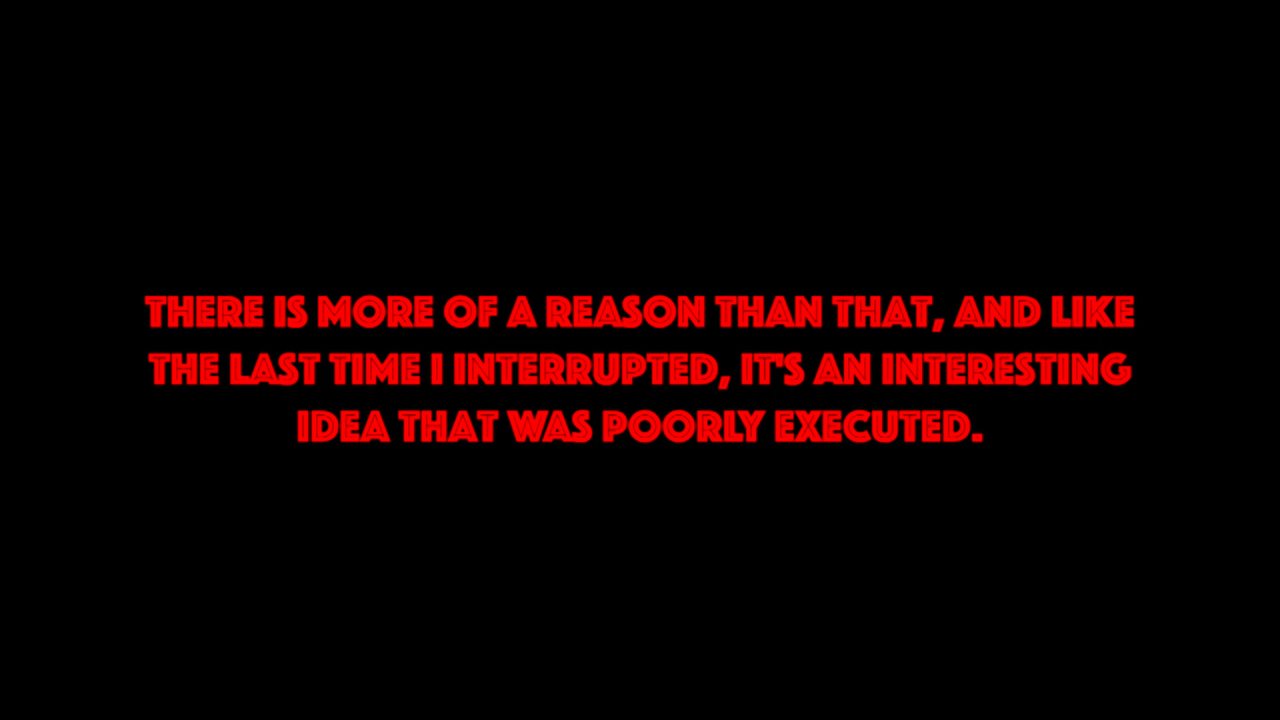 THERE IS MORE OF A REASON THAN THAT, AND LIKE
THE LAST TIME I INTERRUPTED, IT'S AN INTERESTING
IDEA THAT WAS POORLY EXECUTED.